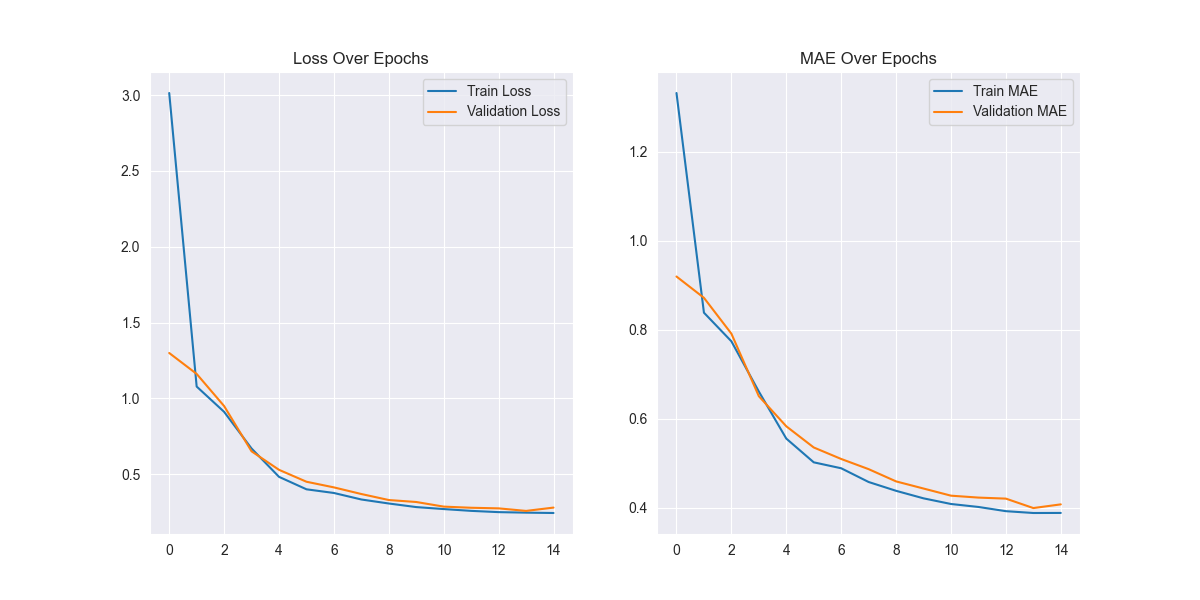 Loss Over Epochs
Train Loss
Validation Loss
3.0
2.5
2.0
1.5
1.0
0.5
0 2 4 6 8 10 12 14
MAE Over Epochs
Train MAE
Validation MAE
1.2
1.0
0.8
0.6
0.4
0 2 4 6 8 10 12 14